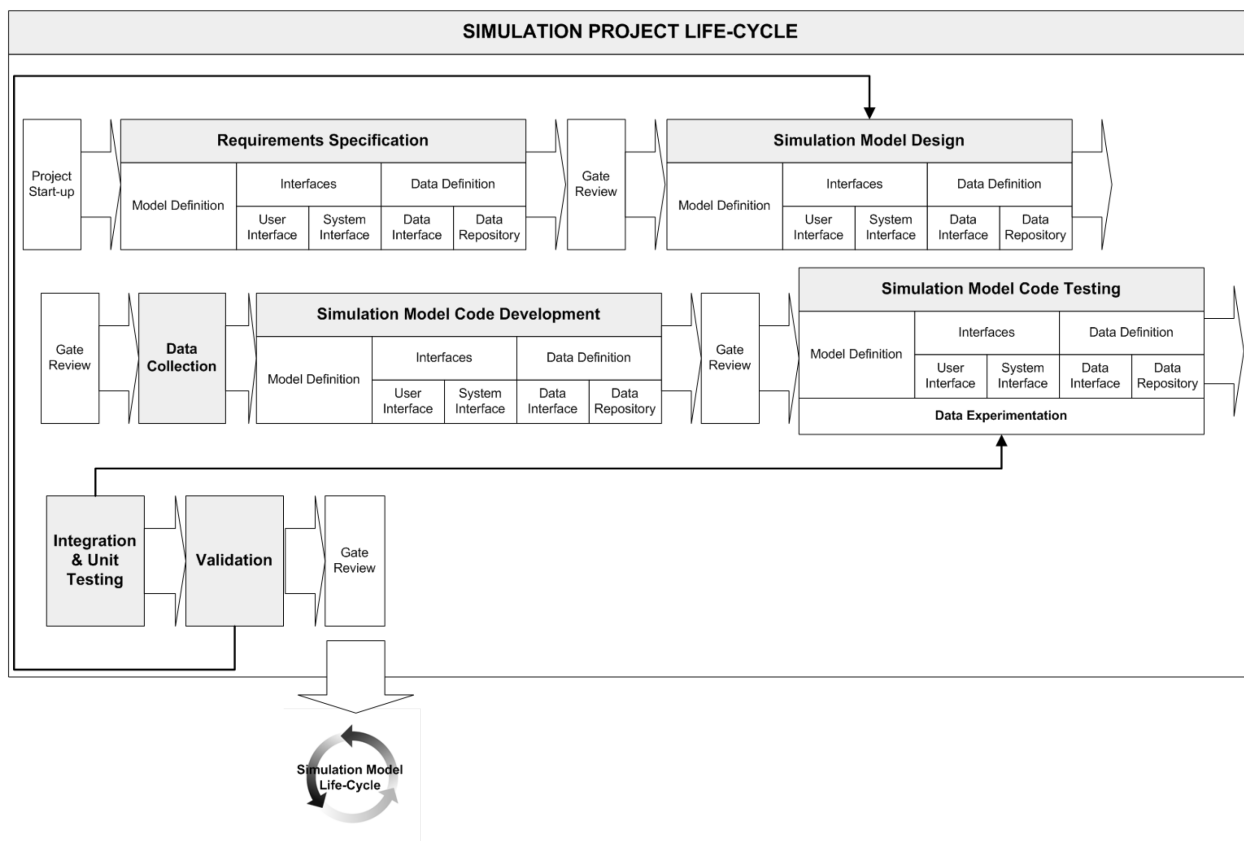 SIMULATION PROJECT LIFE-CYCLE
Project
Start-up
Requirements Specification
Model Definition
Interfaces
Data Definition
User
Interface
System
Interface
Data
Interface
Data
Repository
Gate
Review
Simulation Model Design
Model Definition
Interfaces
Data Definition
User
Interface
System
Interface
Data
Interface
Data
Repository
Gate
Review
Data
Collection
Simulation Model Code Development
Model Definition
Interfaces
Data Definition
User
Interface
System
Interface
Data
Interface
Data
Repository
Gate
Review
Simulation Model Code Testing
Model Definition
Interfaces
Data Definition
User
Interface
System
Interface
Data
Interface
Data
Repository
Data Experimentation
Integration
& Unit
Testing
Validation
Gate
Review
Simulation Model
Life-Cycle